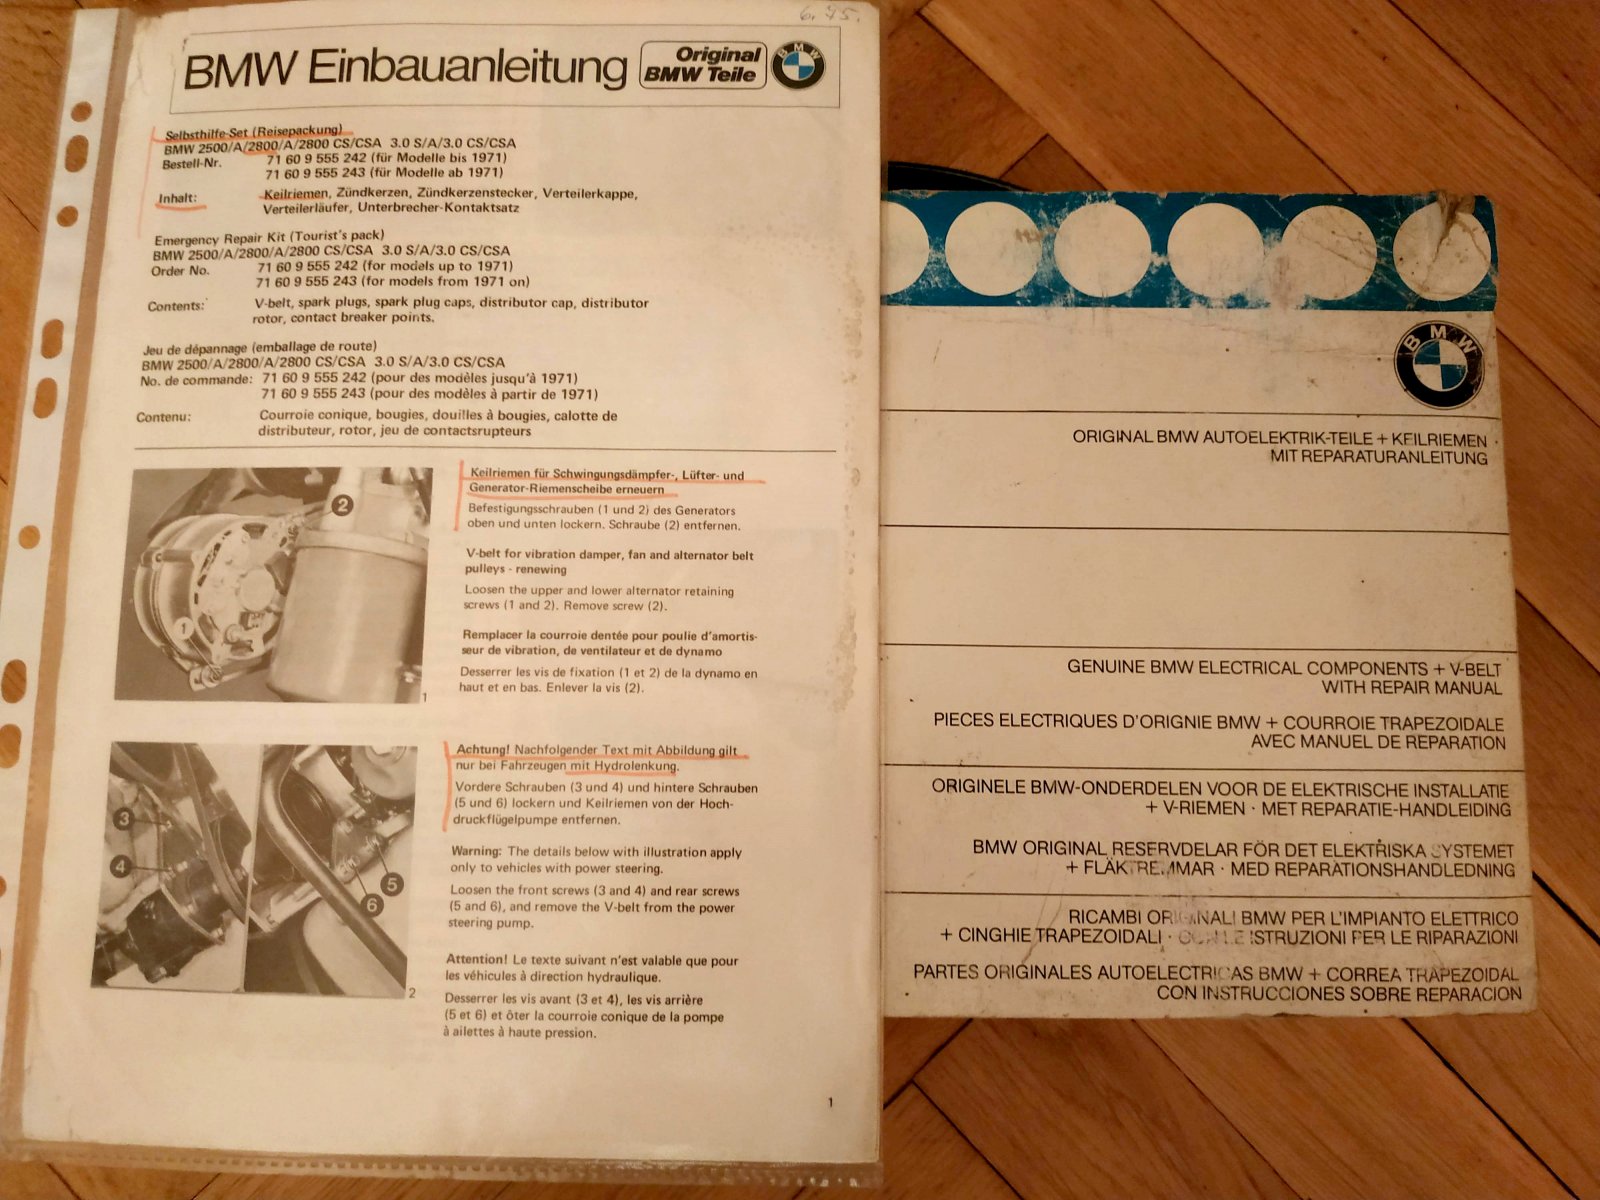 6.75.
BMW Einbauanleitung
Original
BMW Teile
BMW
Selbsthilfe-Set (Reisepackung)
BMW 2500/A/2800/A/2800 CS/CSA 3.0 S/A/3.0 CS/CSA
Bestell-Nr. 71 60 9 555 242 (für Modelle bis 1971)
71 60 9 555 243 (für Modelle ab 1971)
Inhalt: Keilriemen, Zündkerzen, Zündkerzenstecker, Verteilerkappe,
Verteilerläufer, Unterbrecher-Kontaktsatz
Emergency Repair Kit (Tourist's pack)
BMW 2500/A/2800/A/2800 CS/CSA 3.0 S/A/3.0 CS/CSA
Order No. 71 60 9 555 242 (for models up to 1971)
71 60 9 555 243 (for models from 1971 on)
Contents: V-belt, spark plugs, spark plug caps, distributor cap, distributor
rotor, contact breaker points.
Jeu de dépannage (emballage de route)
BMW 2500/A/2800/A/2800 CS/CSA 3.0 S/A/3.0 CS/CSA
No. de commande: 71 60 9 555 242 (pour des modèles jusqu'à 1971)
71 60 9 555 243 (pour des modèles à partir de 1971)
Contenu: Courroie conique, bougies, douilles à bougies, calotte de
distributeur, rotor, jeu de contactsrupteurs
2
1
1
Keilriemen für Schwingungsdämpfer-, Lüfter- und
Generator-Riemenscheibe erneuern
Befestigungsschrauben (1 und 2) des Generators
oben und unten lockern. Schraube (2) entfernen.
V-belt for vibration damper, fan and alternator belt
pulleys - renewing
Loosen the upper and lower alternator retaining
screws (1 and 2). Remove screw (2).
Remplacer la courroie dentée pour poulie d'amortis-
seur de vibration, de ventilateur et de dynamo
Desserrer les vis de fixation (1 et 2) de la dynamo en
haut et en bas. Enlever la vis (2).
3
4
5
6
2
Achtung! Nachfolgender Text mit Abbildung gilt
nur bei Fahrzeugen mit Hydrolenkung.
Vordere Schrauben (3 und 4) und hintere Schrauben
(5 und 6) lockern und Keilriemen von der Hoch-
druckflügelpumpe entfernen.
Warning: The details below with illustration apply
only to vehicles with power steering.
Loosen the front screws (3 and 4) and rear screws
(5 and 6), and remove the V-belt from the power
steering pump.
Attention! Le texte suivant n'est valable que pour
les véhicules à direction hydraulique.
Desserrer les vis avant (3 et 4), les vis arrière
(5 et 6) et ôter la courroie conique de la pompe
à ailettes à haute pression.
1
BMW
ORIGINAL BMW AUTOELEKTRIK-TEILE + KEILRIEMEN ·
MIT REPARATURANLEITUNG
GENUINE BMW ELECTRICAL COMPONENTS + V-BELT
WITH REPAIR MANUAL
PIECES ELECTRIQUES D'ORIGNIE BMW + COURROIE TRAPEZOIDALE
AVEC MANUEL DE REPARATION
ORIGINELE BMW-ONDERDELEN VOOR DE ELEKTRISCHE INSTALLATIE
+ V-RIEMEN · MET REPARATIE-HANDLEIDING
BMW ORIGINAL RESERVDELAR FÖR DET ELEKTRISKA SYSTEMET
+ FLÄKTREMMAR · MED REPARATIONSHANDLEDNING
RICAMBI ORIGINALI BMW PER L'IMPIANTO ELETTRICO
+ CINGHIE TRAPEZOIDALI · CON LE ISTRUZIONI PER LE RIPARAZIONI
PARTES ORIGINALES AUTOELECTRICAS BMW + CORREA TRAPEZOIDAL
CON INSTRUCCIONES SOBRE REPARACION